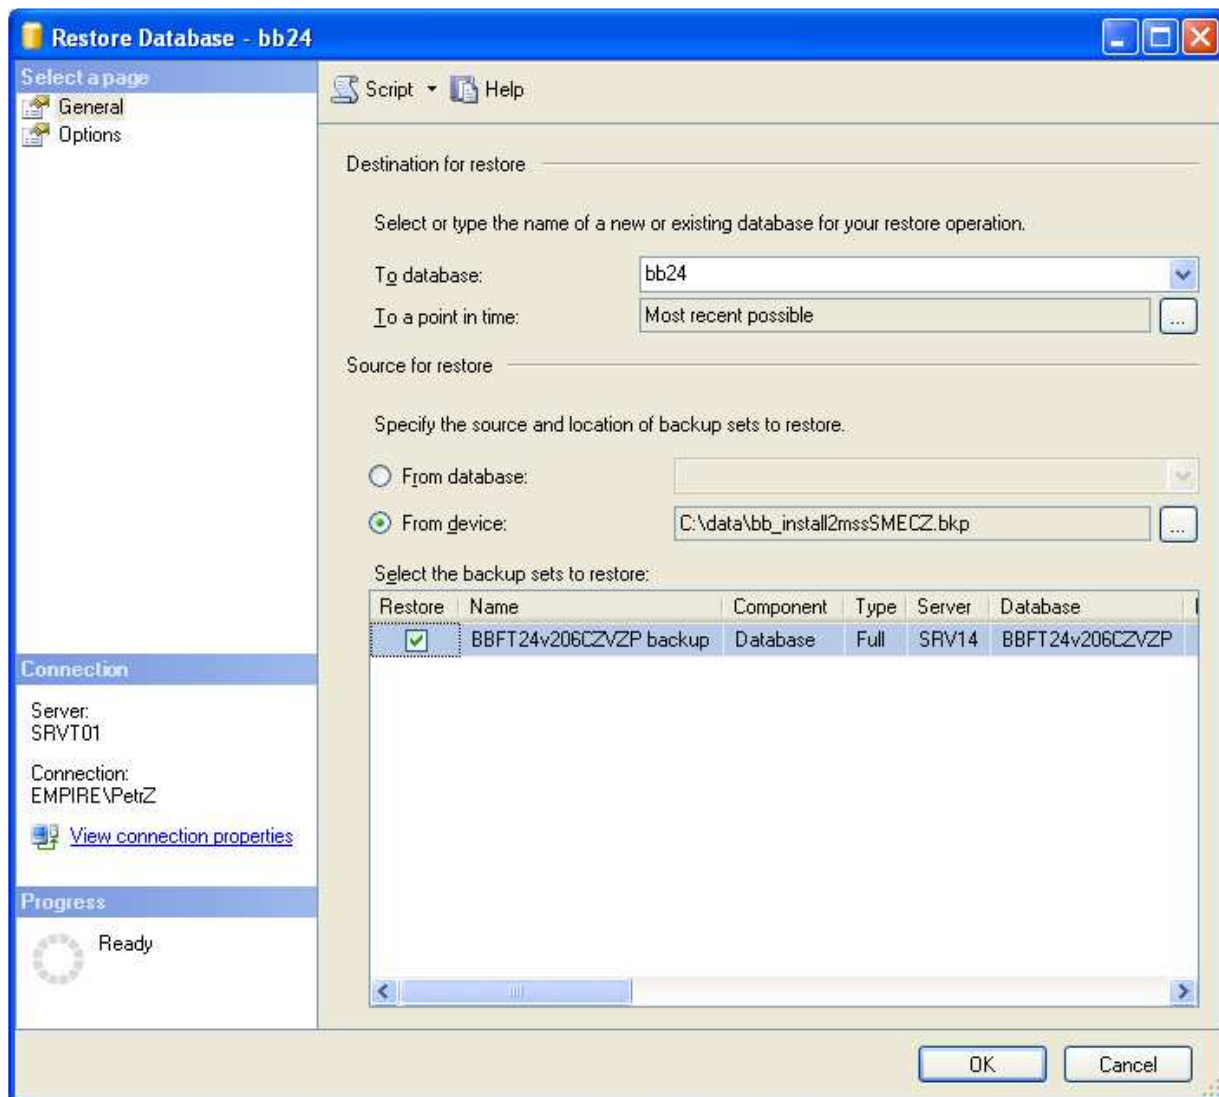 Restore Database - bb24
Select a page
General
Options
Script
Help
Destination for restore
Select or type the name of a new or existing database for your restore operation.
To database:
bb24
To a point in time:
Most recent possible
...
Source for restore
Specify the source and location of backup sets to restore.
From database:
From device:
C:\data\bb_install2mssSMECZ.bkp
...
Select the backup sets to restore:
Restore Name Component Type Server Database
BBFT24v206CZVZP backup Database Full SRV14 BBFT24v206CZVZP
Connection
Server:
SRVT01
Connection:
EMPIRE\PetrZ
View connection properties
Progress
Ready
OK
Cancel